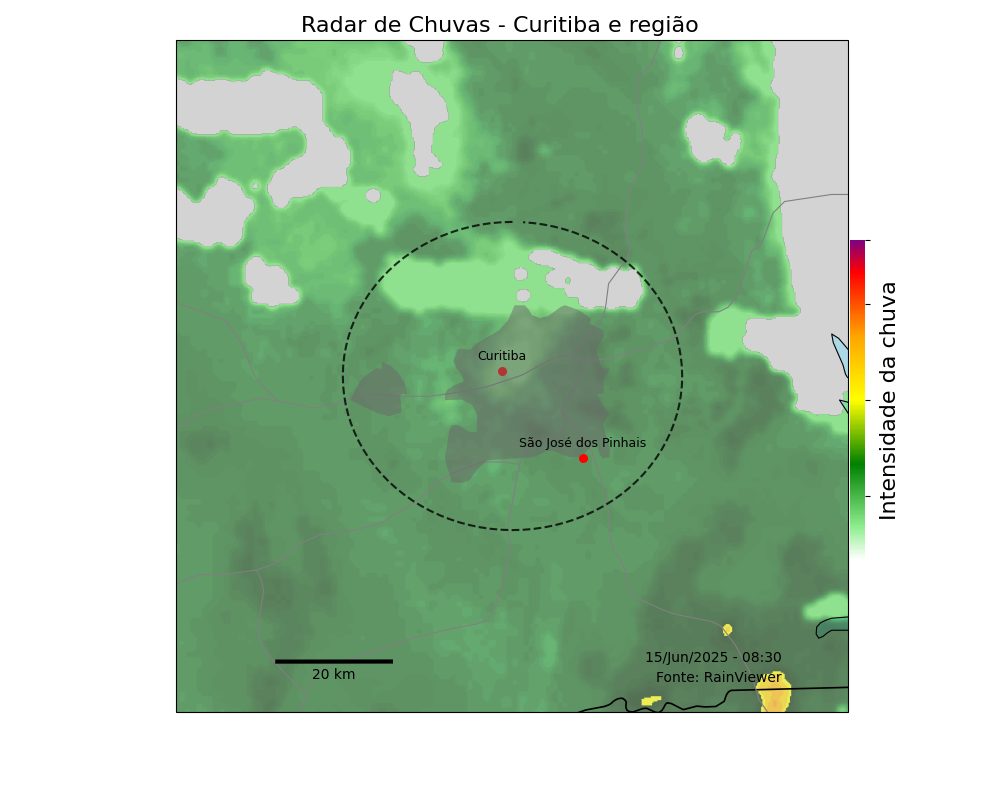 Radar de Chuvas - Curitiba e região
Curitiba
São José dos Pinhais
Intensidade da chuva
15/Jun/2025 - 08:30
Fonte: RainViewer
20 km